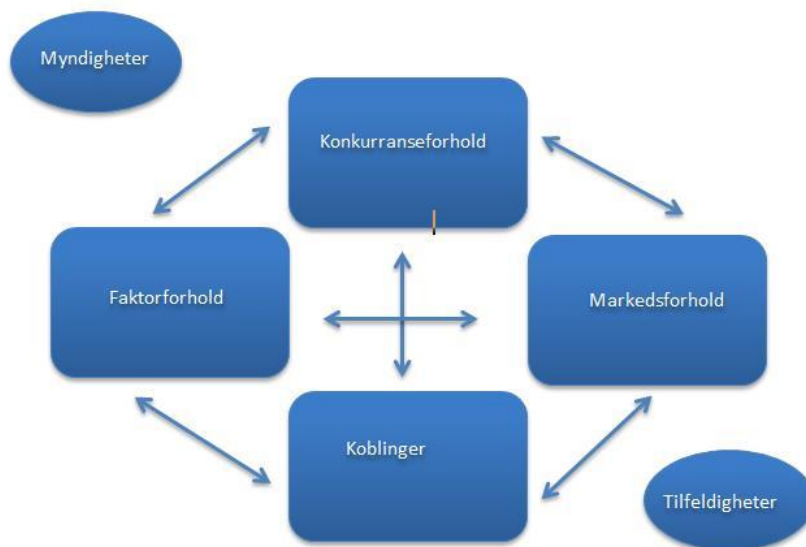 Myndigheter
Konkurranseforhold
Faktorforhold
Markedsforhold
Koblinger
Tilfeldigheter